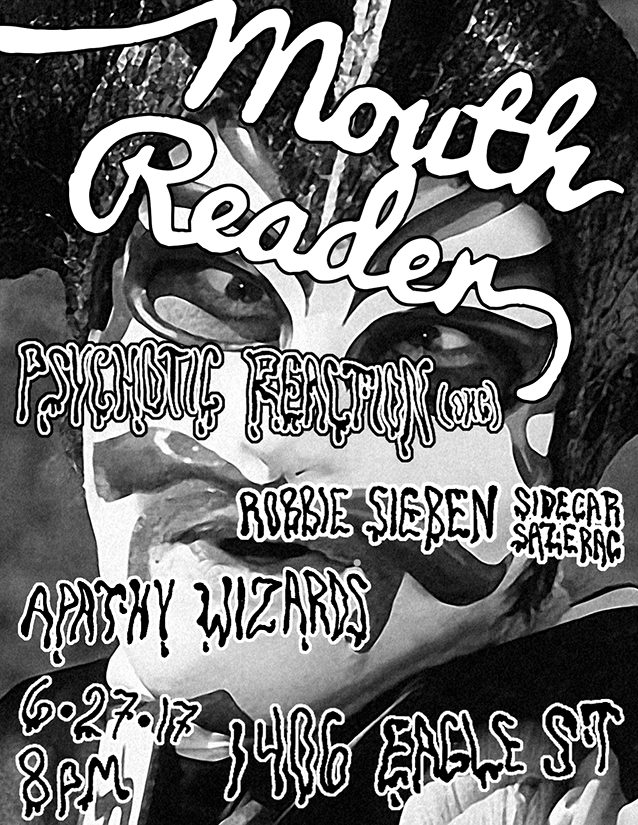 Mouth
Reader
PSYCHOTIC REACTION (OKC)
ROBBIE SIEBEN SIDECAR
SAZERAC
APATHY WIZARDS
6·27·17
8PM
1406 EAGLE ST